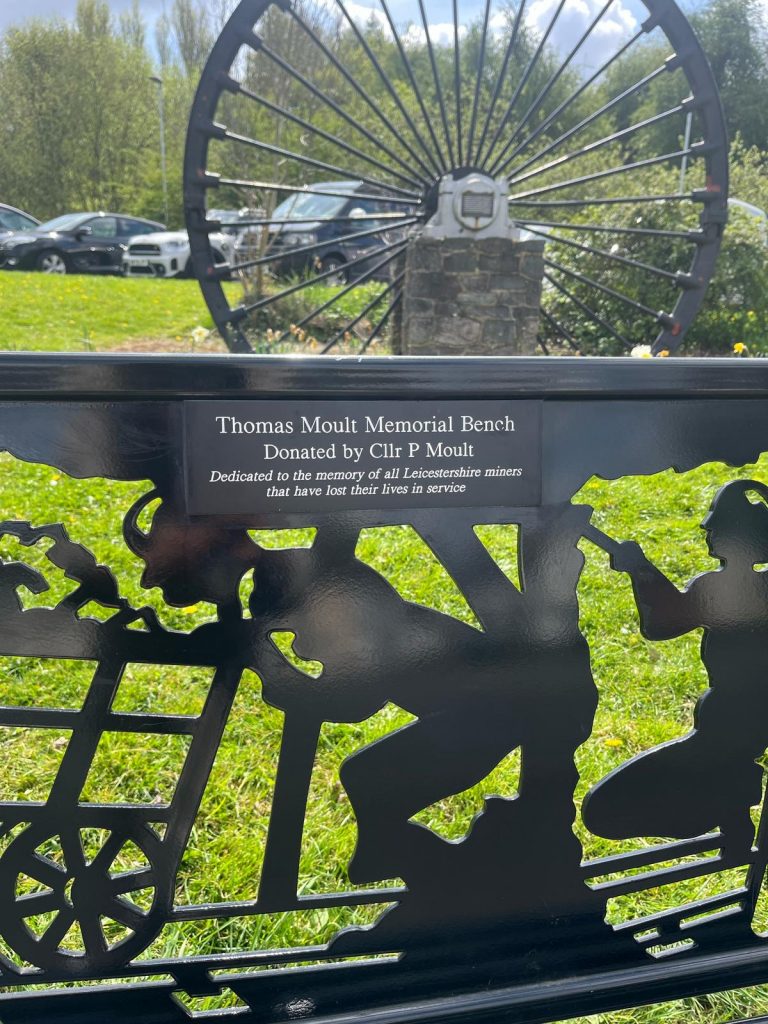 Thomas Moult Memorial Bench
Donated by Cllr P Moult
Dedicated to the memory of all Leicestershire miners
that have lost their lives in service